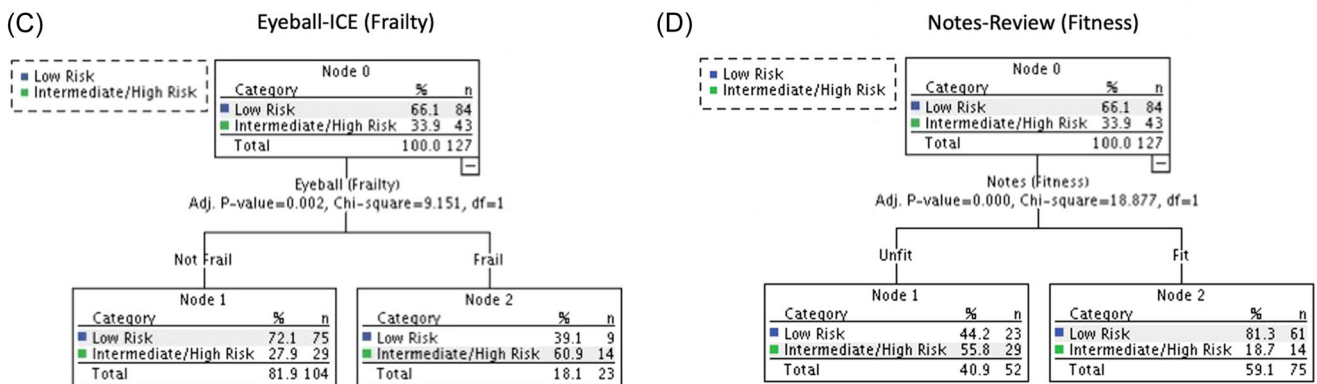 (C) Eyeball-ICE (Frailty)
Low Risk
Intermediate/High Risk
Node 0
Category % n
Low Risk 66.1 84
Intermediate/High Risk 33.9 43
Total 100.0 127
Eyeball (Frailty)
Adj. P-value=0.002, Chi-square=9.151, df=1
Not Frail
Frail
Node 1
Category % n
Low Risk 72.1 75
Intermediate/High Risk 27.9 29
Total 81.9 104
Node 2
Category % n
Low Risk 39.1 9
Intermediate/High Risk 60.9 14
Total 18.1 23
(D) Notes-Review (Fitness)
Low Risk
Intermediate/High Risk
Node 0
Category % n
Low Risk 66.1 84
Intermediate/High Risk 33.9 43
Total 100.0 127
Notes (Fitness)
Adj. P-value=0.000, Chi-square=18.877, df=1
Unfit
Fit
Node 1
Category % n
Low Risk 44.2 23
Intermediate/High Risk 55.8 29
Total 40.9 52
Node 2
Category % n
Low Risk 81.3 61
Intermediate/High Risk 18.7 14
Total 59.1 75